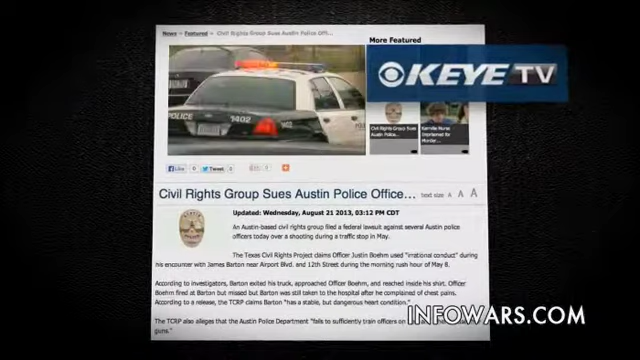 News » Featured » Civil Rights Group Sues Austin Police Offi...
More Featured
KEYE TV
POLICE
1402
Civil Rights Group Sues
Austin Police...
Kerrville Nurse
Imprisoned for
Murder...
Like 0 Tweet 0
Civil Rights Group Sues Austin Police Office... text size A A A
Updated: Wednesday, August 21 2013, 03:12 PM CDT
An Austin-based civil rights group filed a federal lawsuit against several Austin police
officers today over a shooting during a traffic stop in May.
The Texas Civil Rights Project claims Officer Justin Boehm used "irrational conduct" during
his encounter with James Barton near Airport Blvd. and 12th Street during the morning rush hour of May 8.
According to investigators, Barton exited his truck, approached Officer Boehm, and reached inside his shirt. Officer
Boehm fired at Barton but missed but Barton was still taken to the hospital after he complained of chest pains.
According to a release, the TCRP claims Barton "has a stable, but dangerous heart condition."
The TCRP also alleges that the Austin Police Department "fails to sufficiently train officers on
guns."
INFOWARS.COM